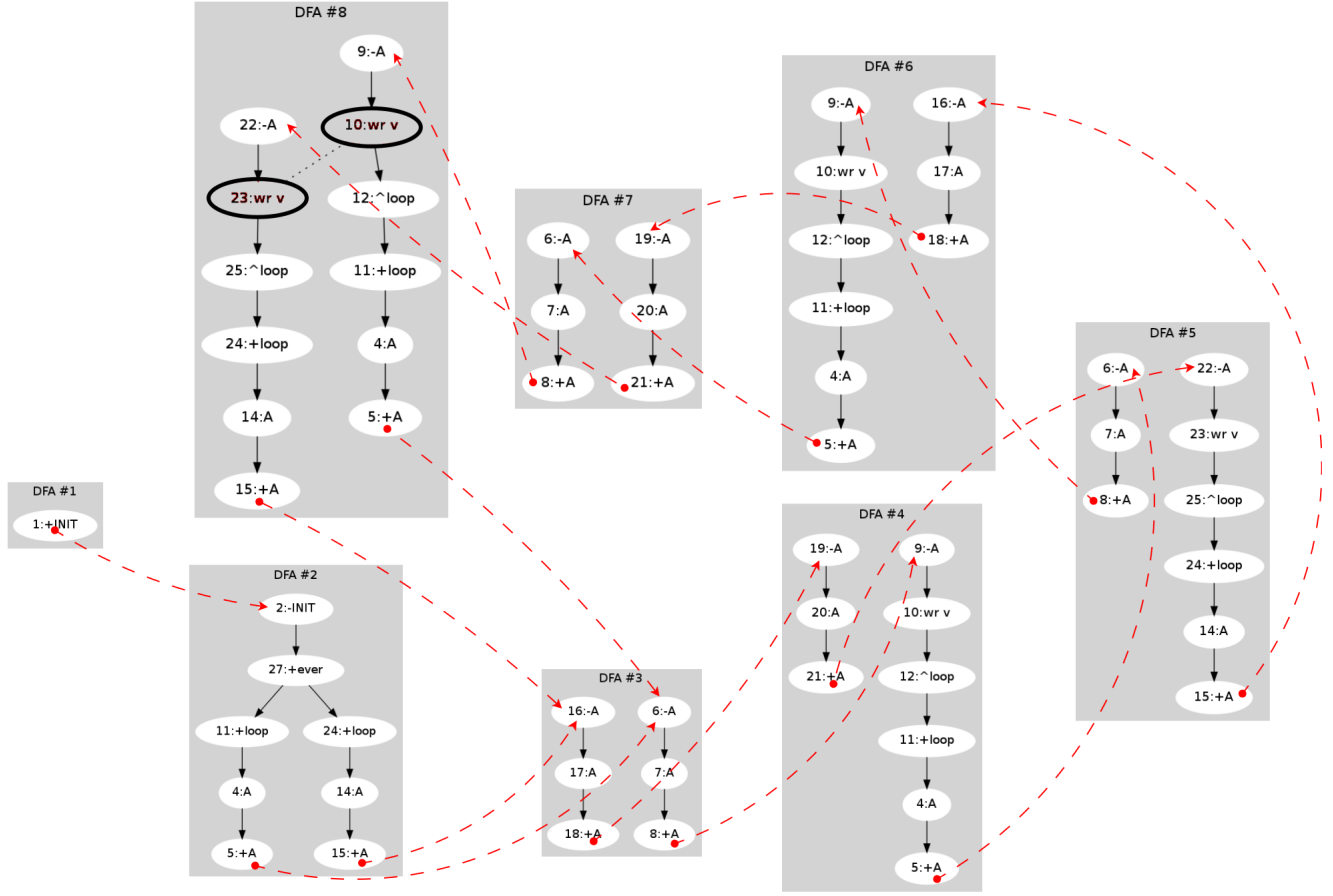 DFA #8
9:-A
22:-A
10:wr v
23:wr v
12:^loop
25:^loop
11:+loop
24:+loop
4:A
14:A
5:+A
15:+A
DFA #7
6:-A
19:-A
7:A
20:A
8:+A
21:+A
DFA #6
9:-A
16:-A
10:wr v
17:A
12:^loop
18:+A
11:+loop
4:A
5:+A
DFA #5
6:-A
22:-A
7:A
23:wr v
8:+A
25:^loop
24:+loop
14:A
15:+A
DFA #1
1:+INIT
DFA #2
2:-INIT
27:+ever
11:+loop
24:+loop
4:A
14:A
5:+A
15:+A
DFA #3
16:-A
6:-A
17:A
7:A
18:+A
8:+A
DFA #4
19:-A
9:-A
20:A
10:wr v
21:+A
12:^loop
11:+loop
4:A
5:+A